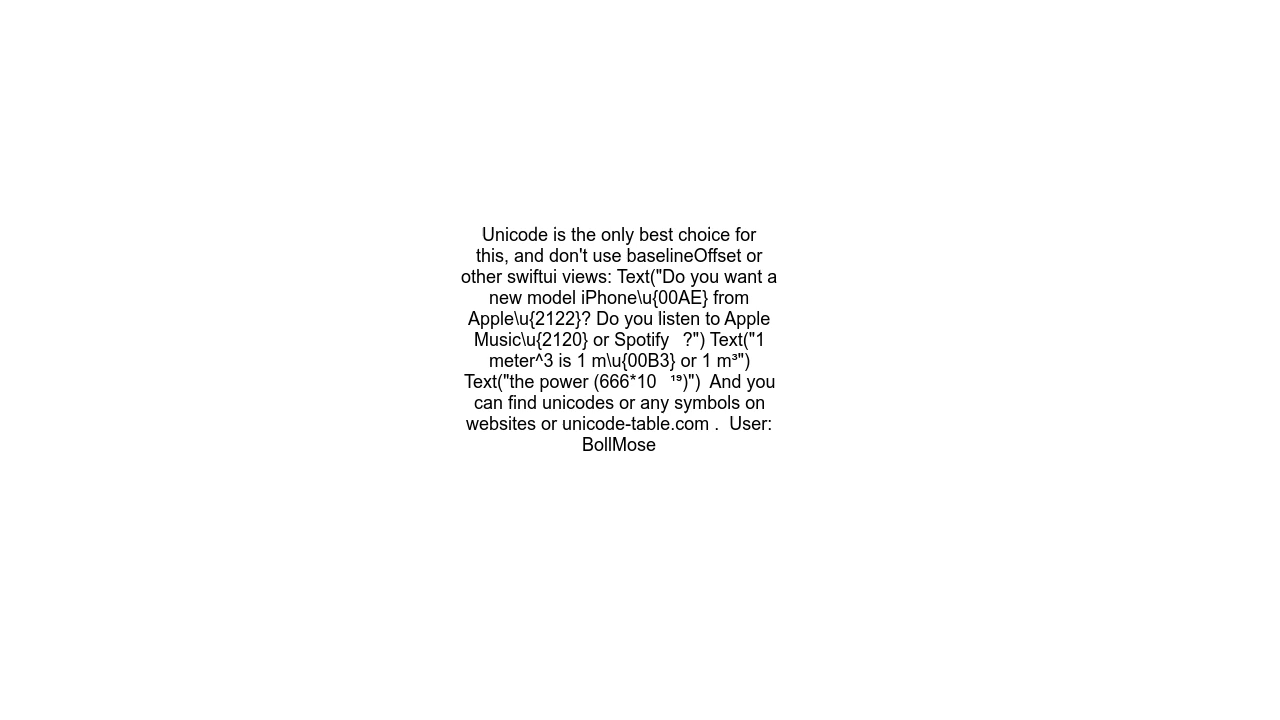 Unicode is the only best choice for
this, and don't use baselineOffset or
other swiftui views: Text("Do you want a
new model iPhone\u{00AE} from
Apple\u{2122}? Do you listen to Apple
Music\u{2120} or Spotify   ?") Text("1
meter^3 is 1 m\u{00B3} or 1 m³")
Text("the power (666*10   ¹⁹)")  And you
can find unicodes or any symbols on
websites or unicode-table.com .  User:
BollMose